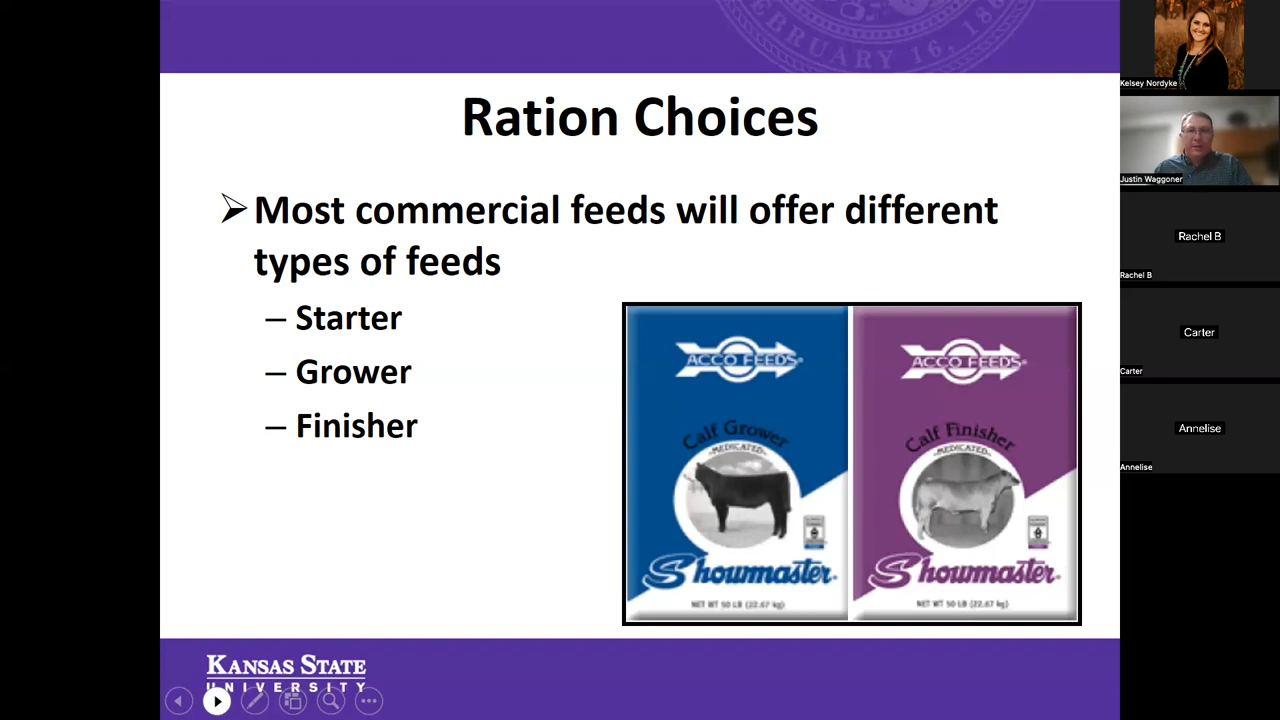 FEBRUARY 16, 186
Ration Choices
Most commercial feeds will offer different
types of feeds
– Starter
– Grower
– Finisher
ACCO FEEDS
Calf Grower
MEDICATED
Showmaster
NET WT 50 LB (22.67 kg)
ACCO FEEDS
Calf Finisher
MEDICATED
Showmaster
NET WT 50 LB (22.67 kg)
KANSAS STATE
UNIVERSITY
Kelsey Nordyke
Justin Waggoner
Rachel B
Rachel B
Carter
Carter
Annelise
Annelise